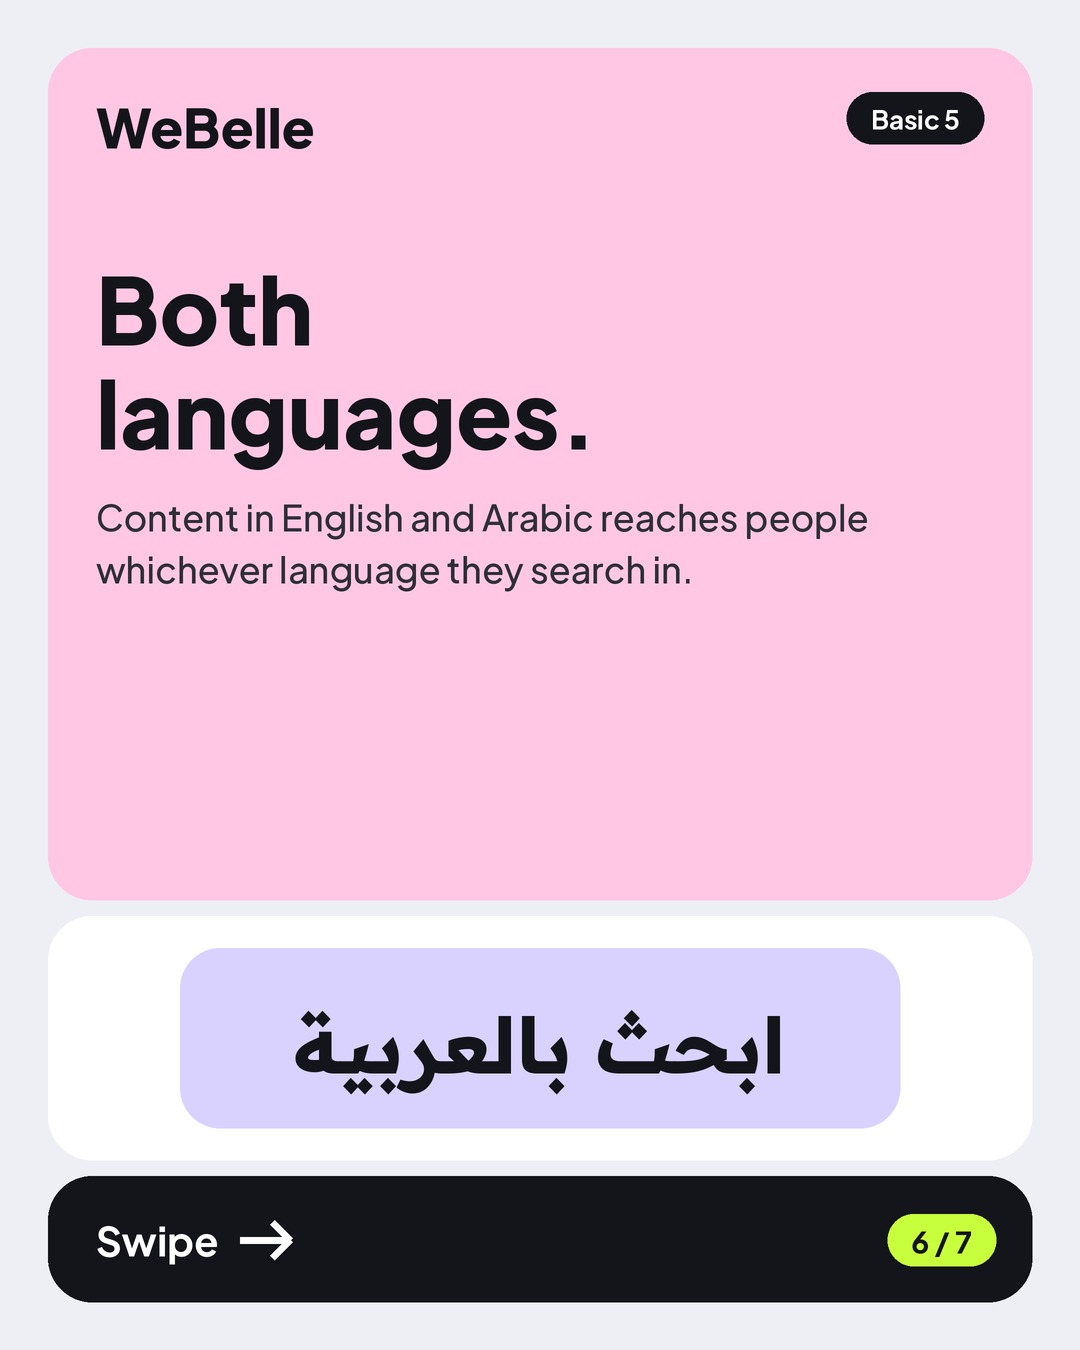 WeBelle
Basic 5
Both
languages.
Content in English and Arabic reaches people
whichever language they search in.
ابحث بالعربية
Swipe →
6 / 7